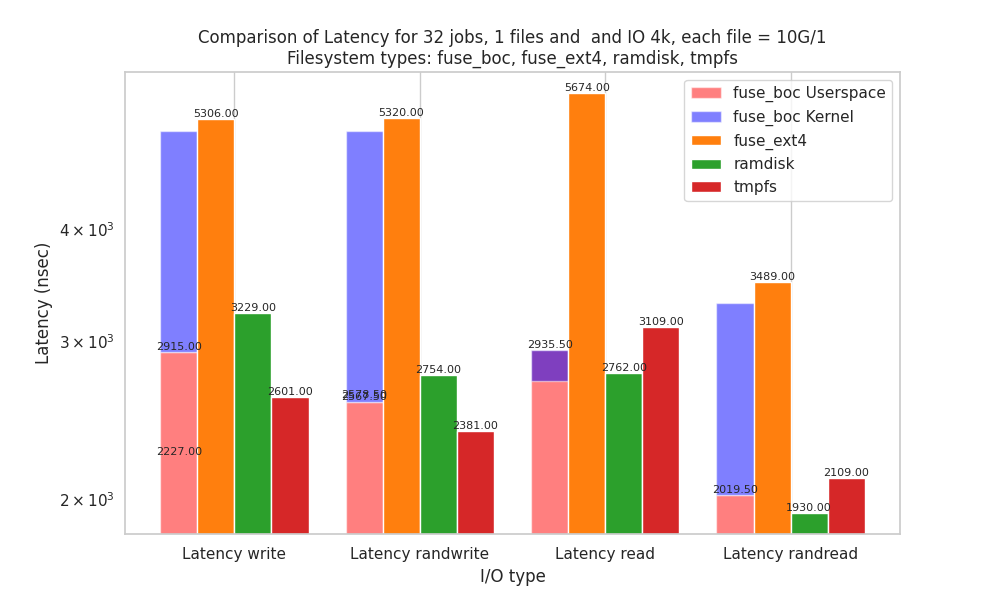 Comparison of Latency for 32 jobs, 1 files and  and IO 4k, each file = 10G/1
Filesystem types: fuse_boc, fuse_ext4, ramdisk, tmpfs
fuse_boc Userspace
fuse_boc Kernel
fuse_ext4
ramdisk
tmpfs
Latency (nsec)
4 × 10³
3 × 10³
2 × 10³
2915.00
2227.00
5306.00
3229.00
2601.00
2578.50
2567.50
5320.00
2754.00
2381.00
2935.50
5674.00
2762.00
3109.00
2019.50
3489.00
1930.00
2109.00
Latency write
Latency randwrite
Latency read
Latency randread
I/O type